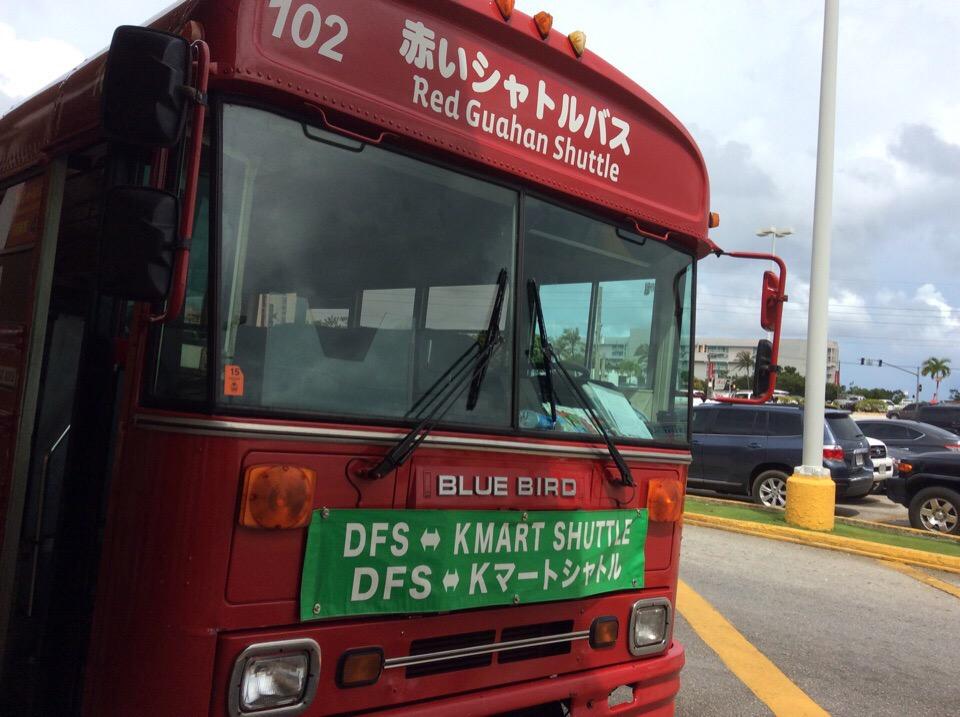 102
赤いシャトルバス
Red Guahan Shuttle
15
BLUE BIRD
DFS ⇔ KMART SHUTTLE
DFS ⇔ Kマートシャトル